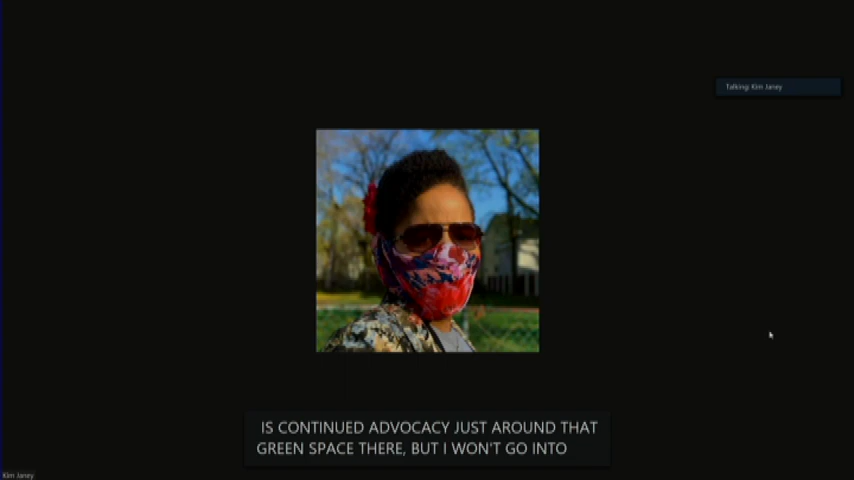 Talking: Kim Janey
IS CONTINUED ADVOCACY JUST AROUND THAT
GREEN SPACE THERE, BUT I WON'T GO INTO
Kim Janey